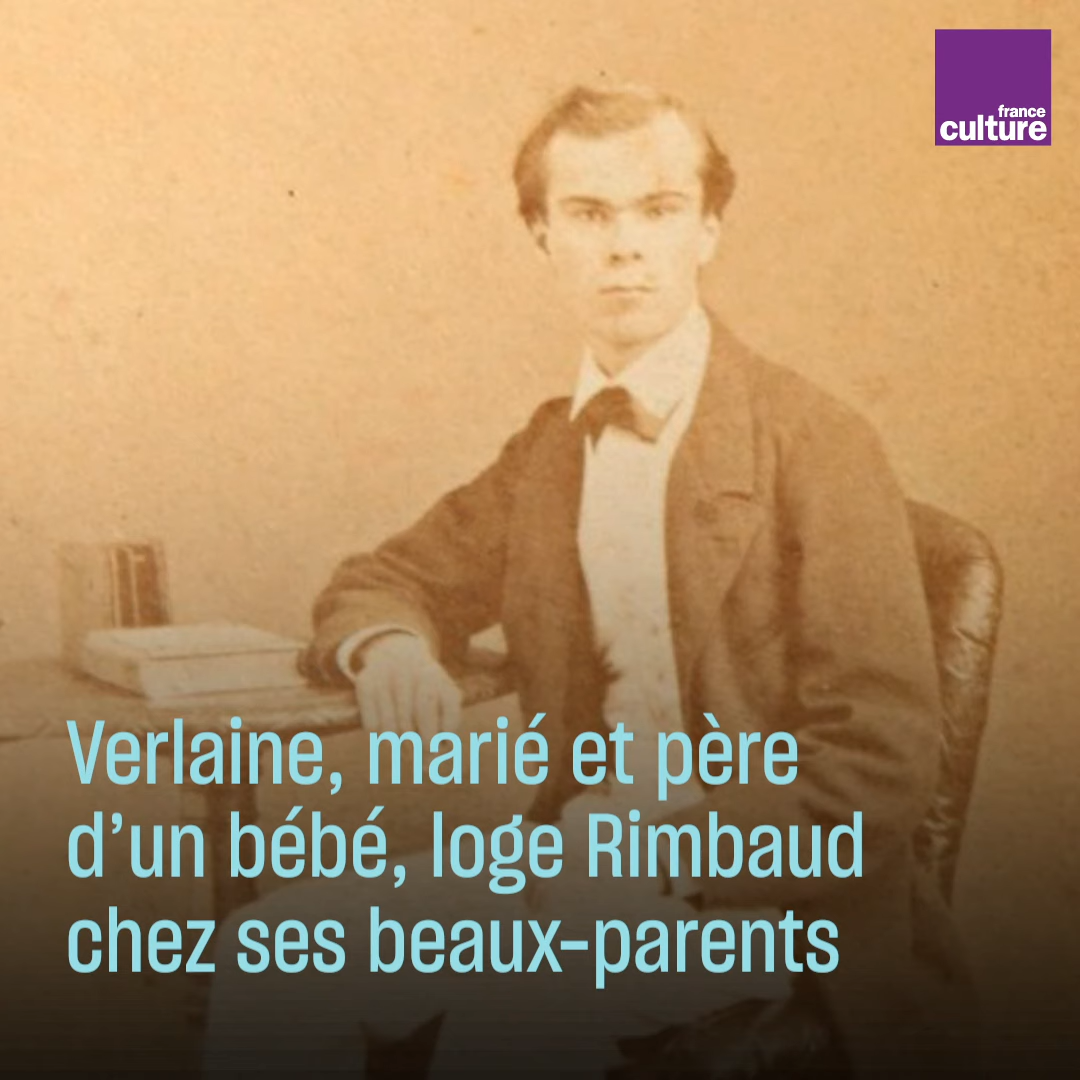 france
culture
Verlaine, marié et père
d’un bébé, loge Rimbaud
chez ses beaux-parents